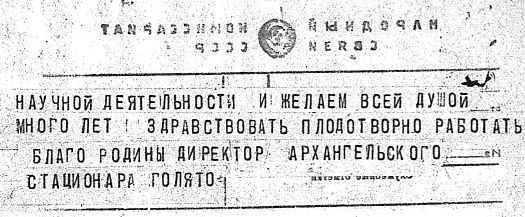 НАУЧНОЙ ДЕЯТЕЛЬНОСТИ И ЖЕЛАЕМ ВСЕЙ ДУШОЙ
МНОГО ЛЕТ ЗДРАВСТВОВАТЬ ПЛОДОТВОРНО РАБОТАТЬ
БЛАГО РОДИНЫ ДИРЕКТОР АРХАНГЕЛЬСКОГО
СТАЦИОНАРА ГОЛЯТО